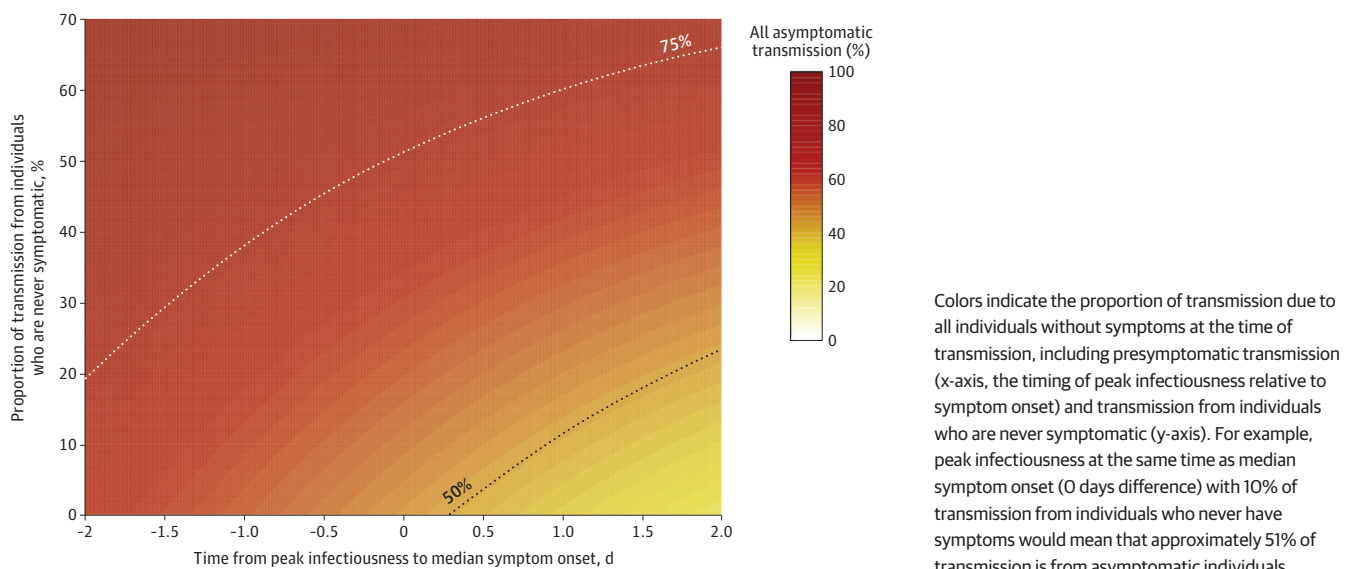 All asymptomatic
transmission (%)
70
60
50
40
30
20
10
0
Proportion of transmission from individuals
who are never symptomatic, %
75%
50%
-2
-1.5
-1.0
-0.5
0
0.5
1.0
1.5
2.0
Time from peak infectiousness to median symptom onset, d
100
80
60
40
20
0
Colors indicate the proportion of transmission due to
all individuals without symptoms at the time of
transmission, including presymptomatic transmission
(x-axis, the timing of peak infectiousness relative to
symptom onset) and transmission from individuals
who are never symptomatic (y-axis). For example,
peak infectiousness at the same time as median
symptom onset (0 days difference) with 10% of
transmission from individuals who never have
symptoms would mean that approximately 51% of
transmission is from asymptomatic individuals